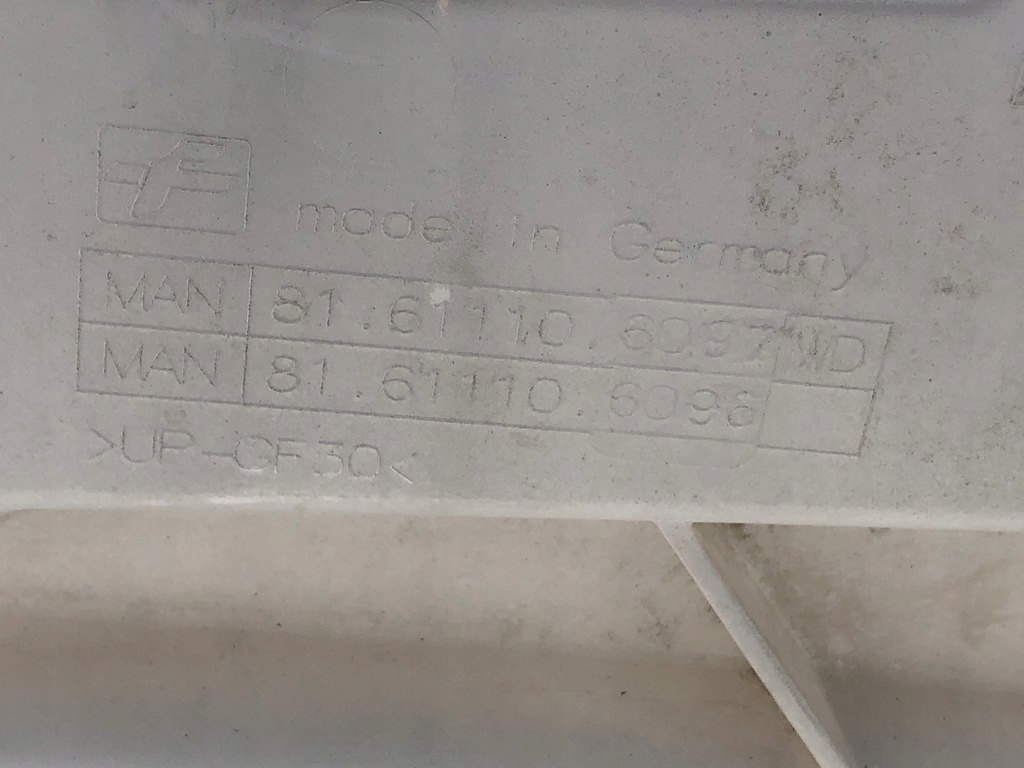 made in Germany
MAN 81.61110.6097 WD
MAN 81.61110.6096
>UP-GF30<